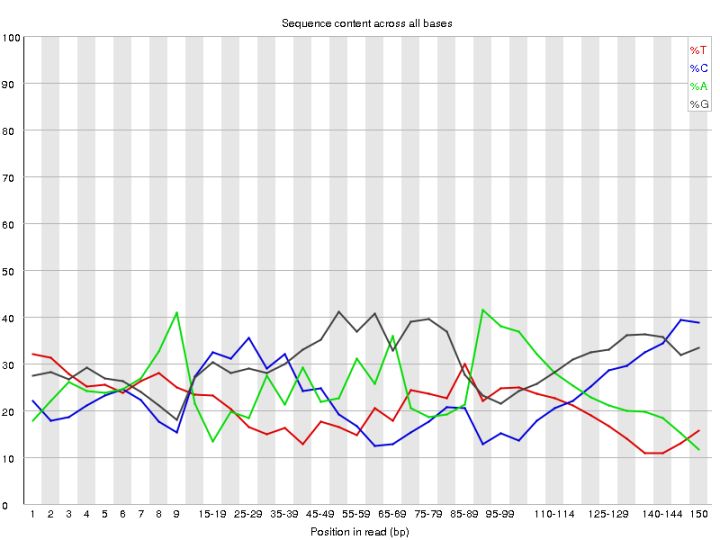 Sequence content across all bases
100
90
80
70
60
50
40
30
20
10
0
%T
%C
%A
%G
1 2 3 4 5 6 7 8 9 15-19 25-29 35-39 45-49 55-59 65-69 75-79 85-89 95-99 110-114 125-129 140-144 150
Position in read (bp)